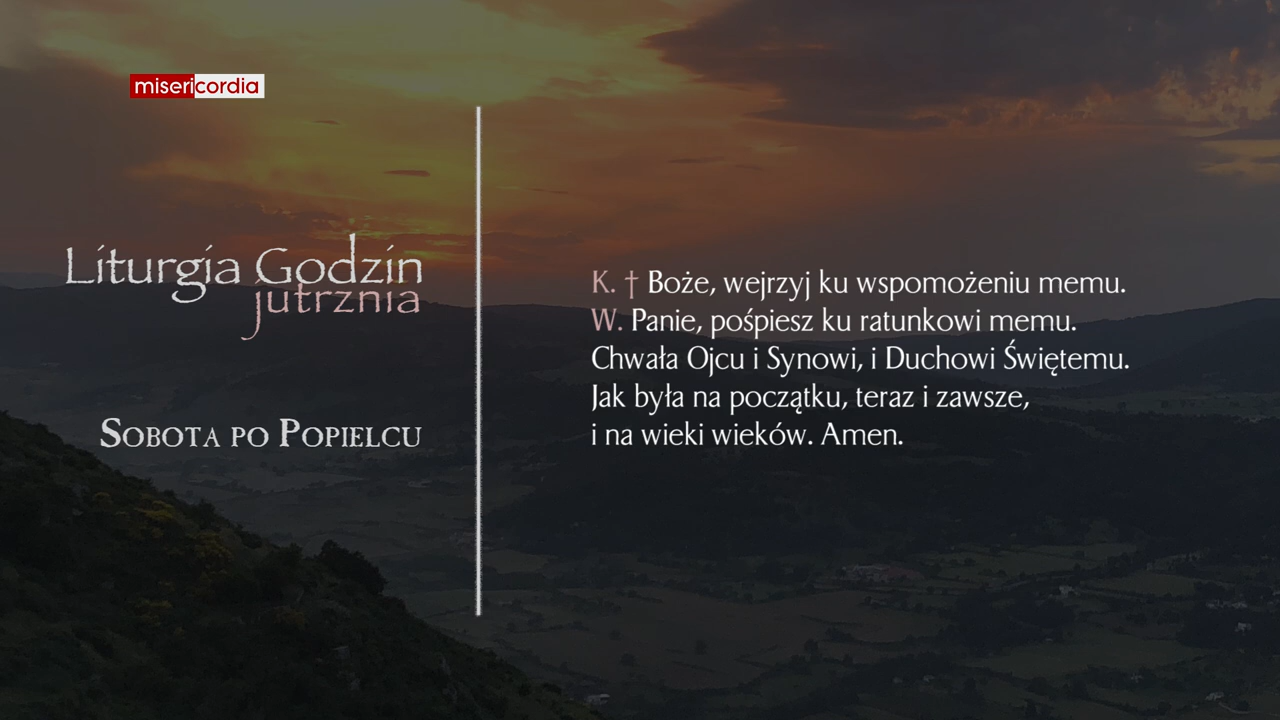 misericordia
Liturgia Godzin
jutrznia
Sobota po Popielcu
K. † Boże, wejrzyj ku wspomożeniu memu.
W. Panie, pośpiesz ku ratunkowi memu.
Chwała Ojcu i Synowi, i Duchowi Świętemu.
Jak była na początku, teraz i zawsze,
i na wieki wieków. Amen.